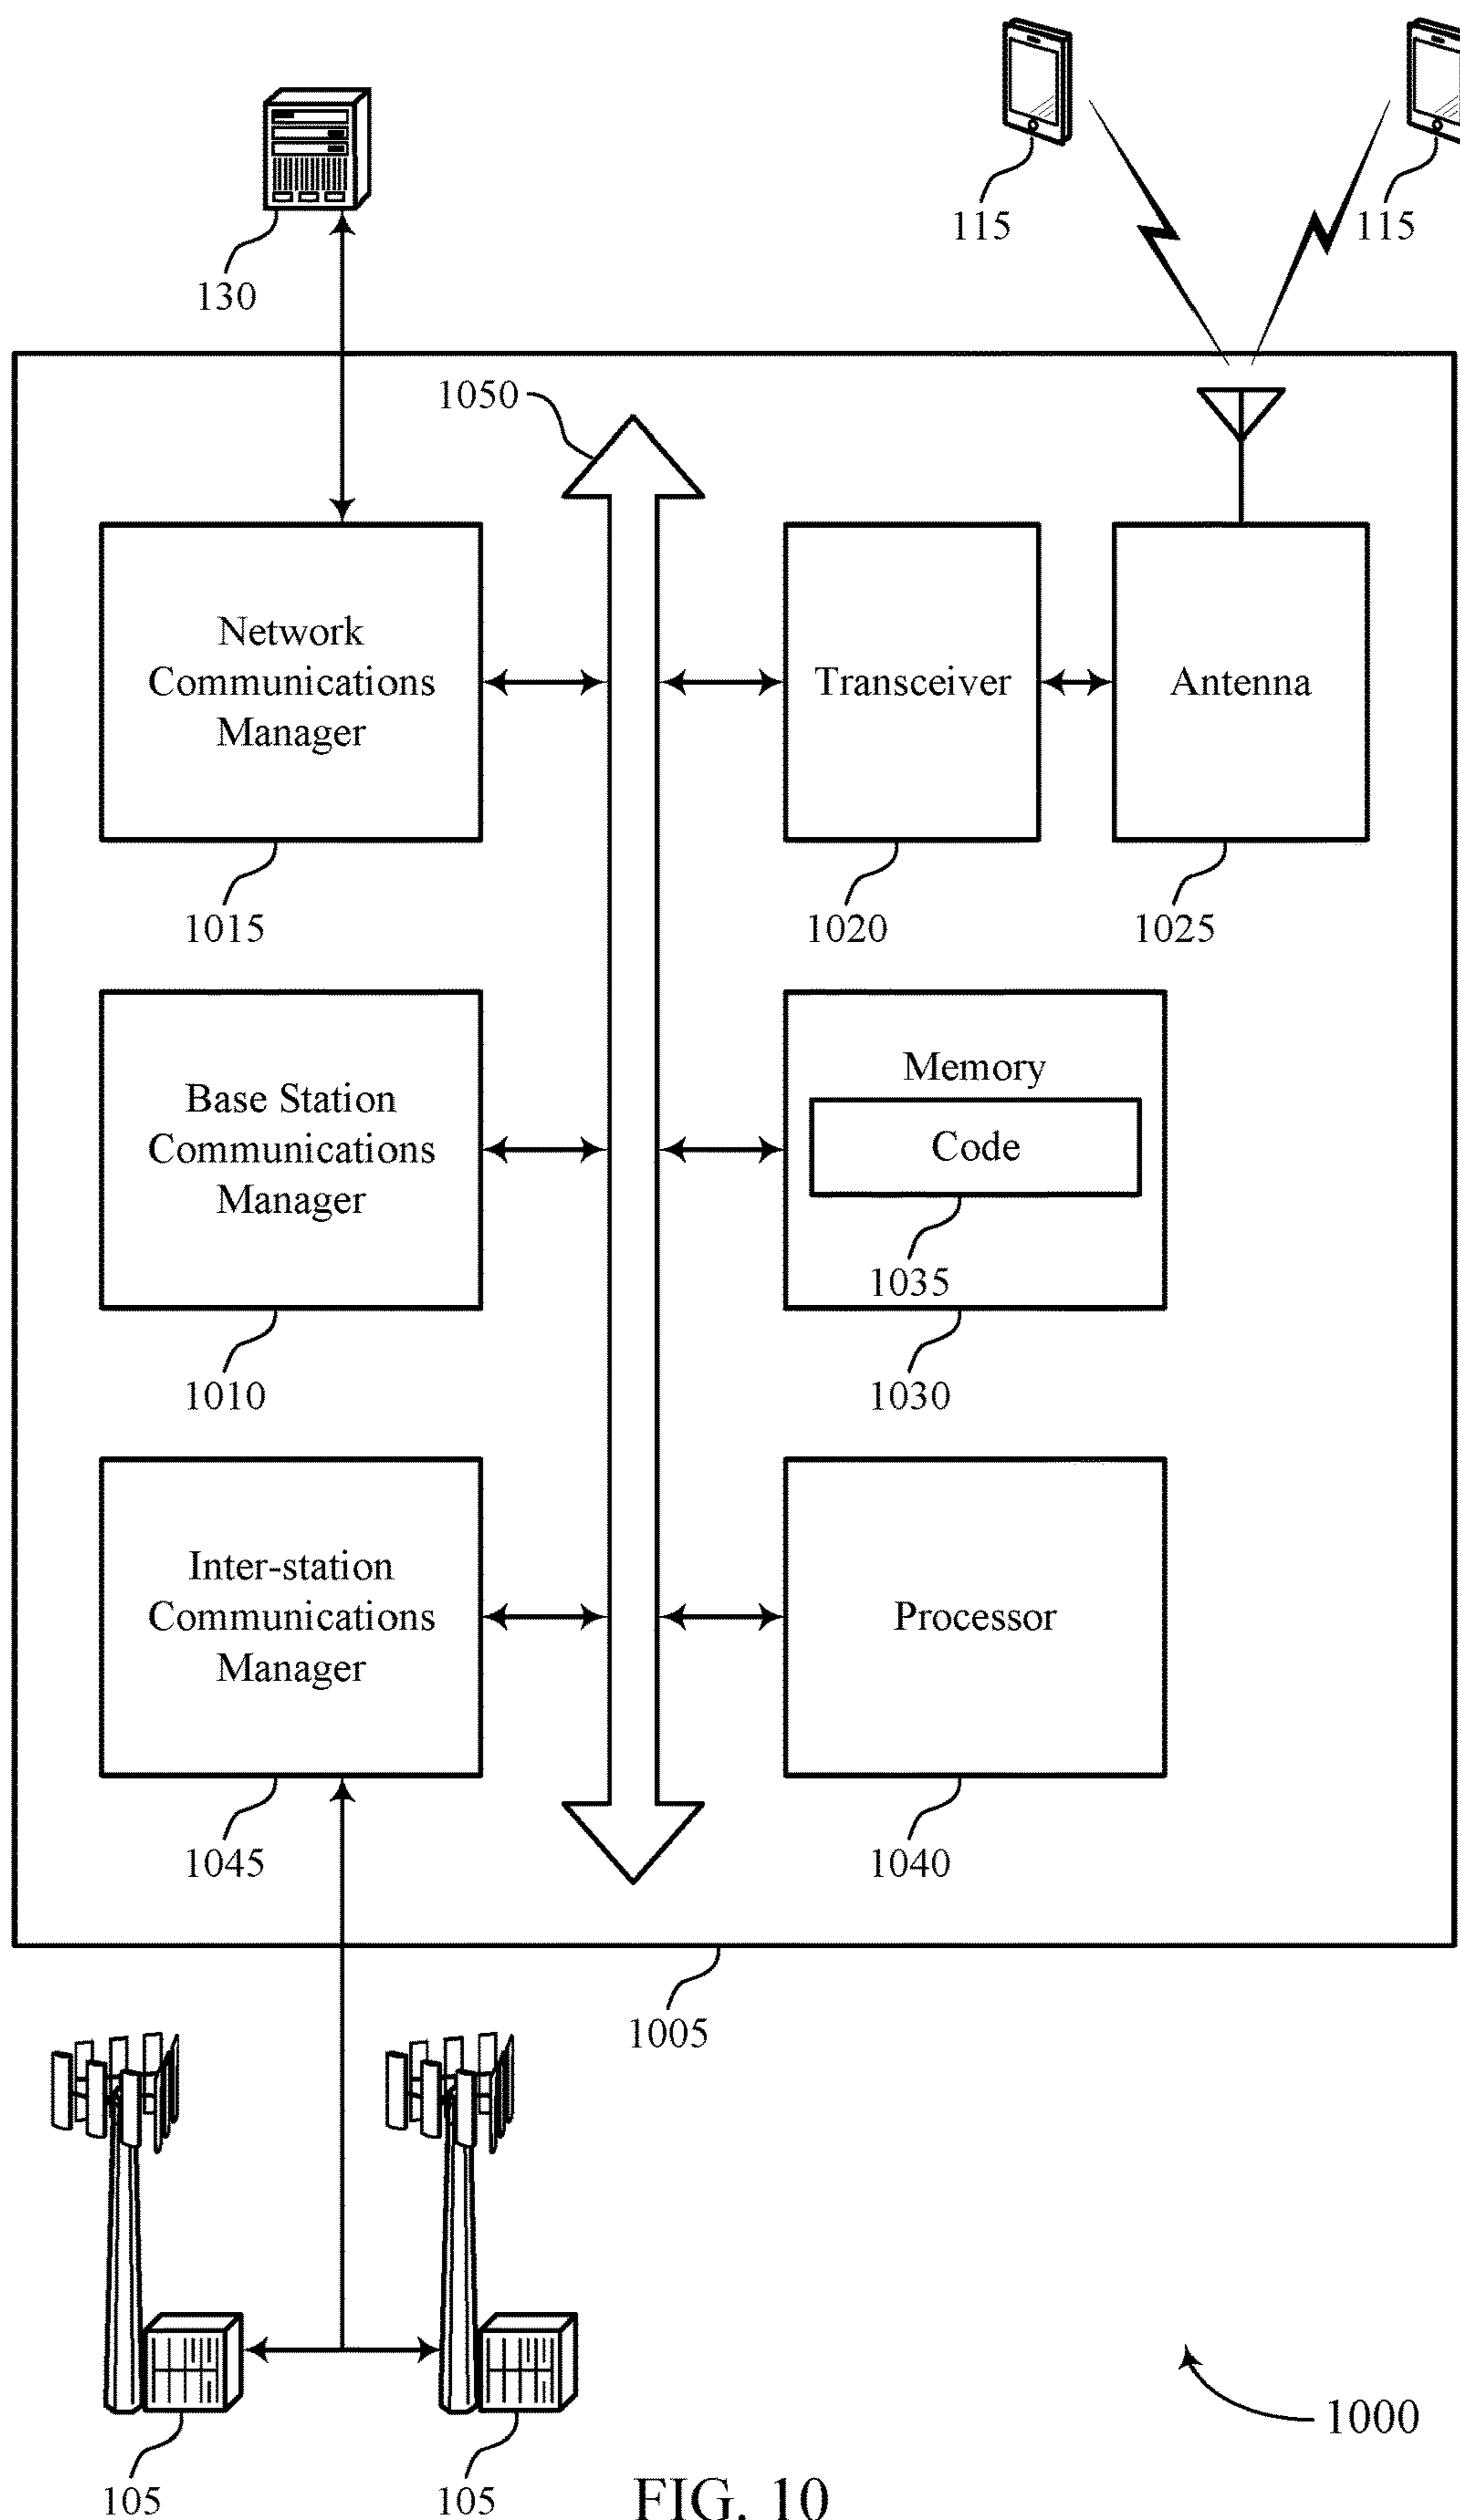 115
115
130
1050
Network
Communications
Manager
Transceiver
Antenna
1015
1020
1025
Base Station
Communications
Manager
Memory
Code
1035
1010
1030
Inter-station
Communications
Manager
Processor
1045
1040
1005
1000
105
105
FIG. 10